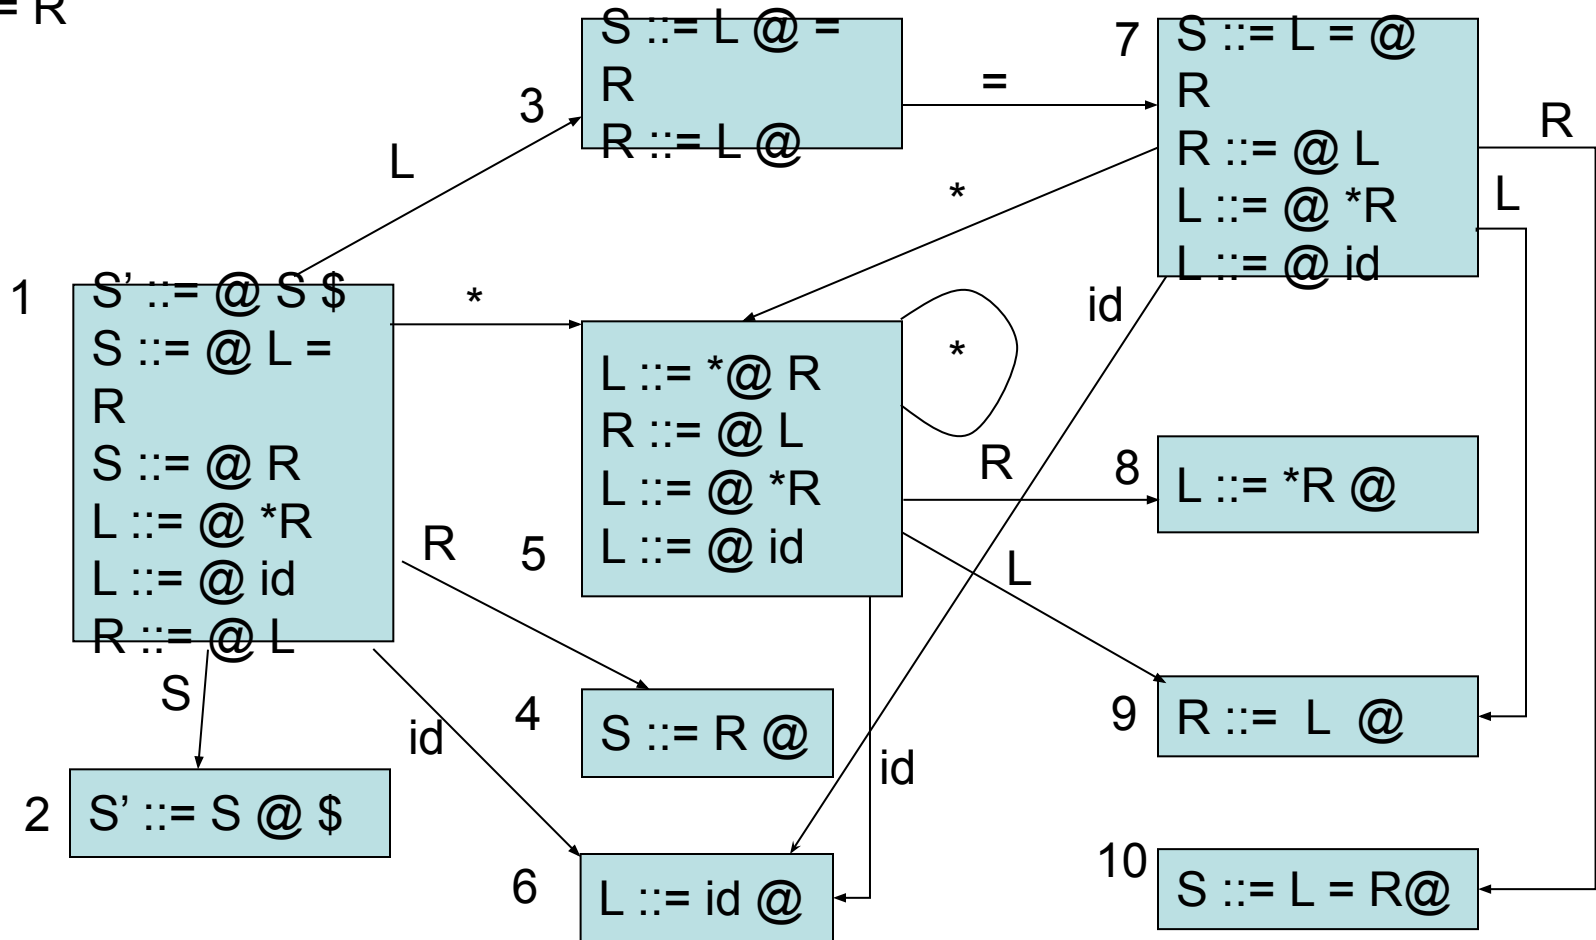 = R
3
S ::= L @ =
R
R ::= L @
=
7
S ::= L = @
R
R ::= @ L
L ::= @ *R
L ::= @ id
R
L
L
*
id
1
S’ ::= @ S $
S ::= @ L =
R
S ::= @ R
L ::= @ *R
L ::= @ id
R ::= @ L
*
5
L ::= *@ R
R ::= @ L
L ::= @ *R
L ::= @ id
*
R
8
L ::= *R @
R
L
S
id
4
S ::= R @
id
9
R ::= L @
2
S’ ::= S @ $
6
L ::= id @
10
S ::= L = R@